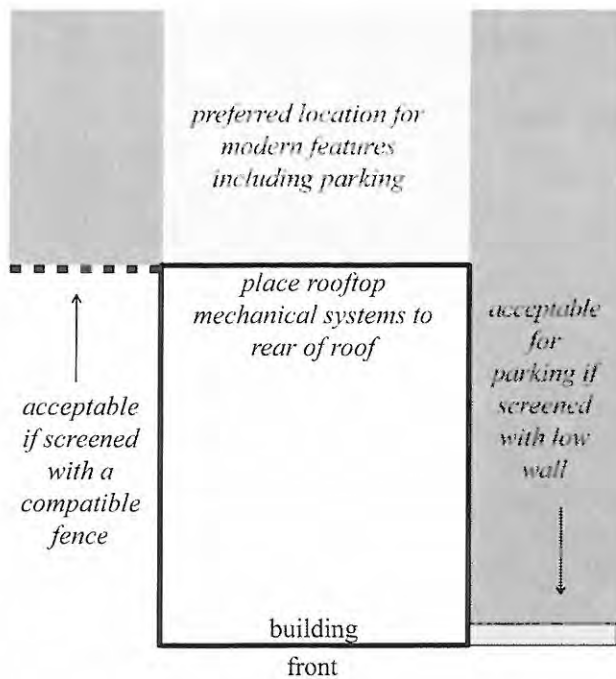 preferred location for
modern features
including parking
place rooftop
mechanical systems to
rear of roof
acceptable
if screened
with a
compatible
fence
acceptable
for
parking if
screened
with low
wall
building
front